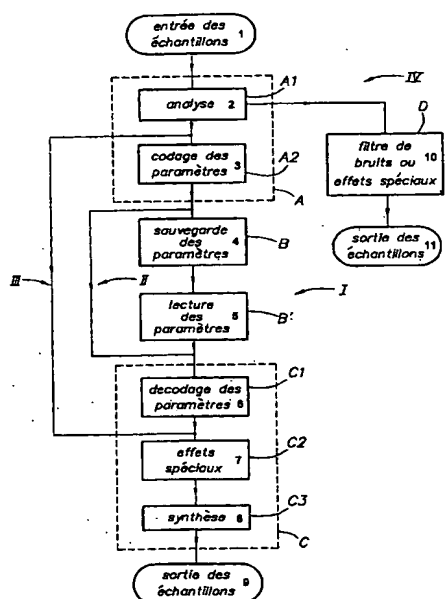 entrée des
échantillons 1
A1
IV
analyse 2
D
codage des
paramètres 3
A2
A
filtre de
bruits ou 10
effets spéciaux
sauvegarde
des 4
paramètres
B
sortie des
échantillons 11
III
II
I
lecture
des 5
paramètres
B'
C1
decodage des
paramètres 6
C2
effets
spéciaux 7
C3
synthèse 8
C
sortie des
échantillons 9